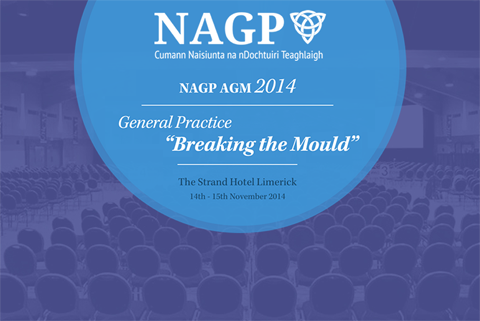 NAGP
Cumann Naisiunta na nDochtuiri Teaghlaigh
NAGP AGM 2014
General Practice
“Breaking the Mould”
The Strand Hotel Limerick
14th - 15th November 2014